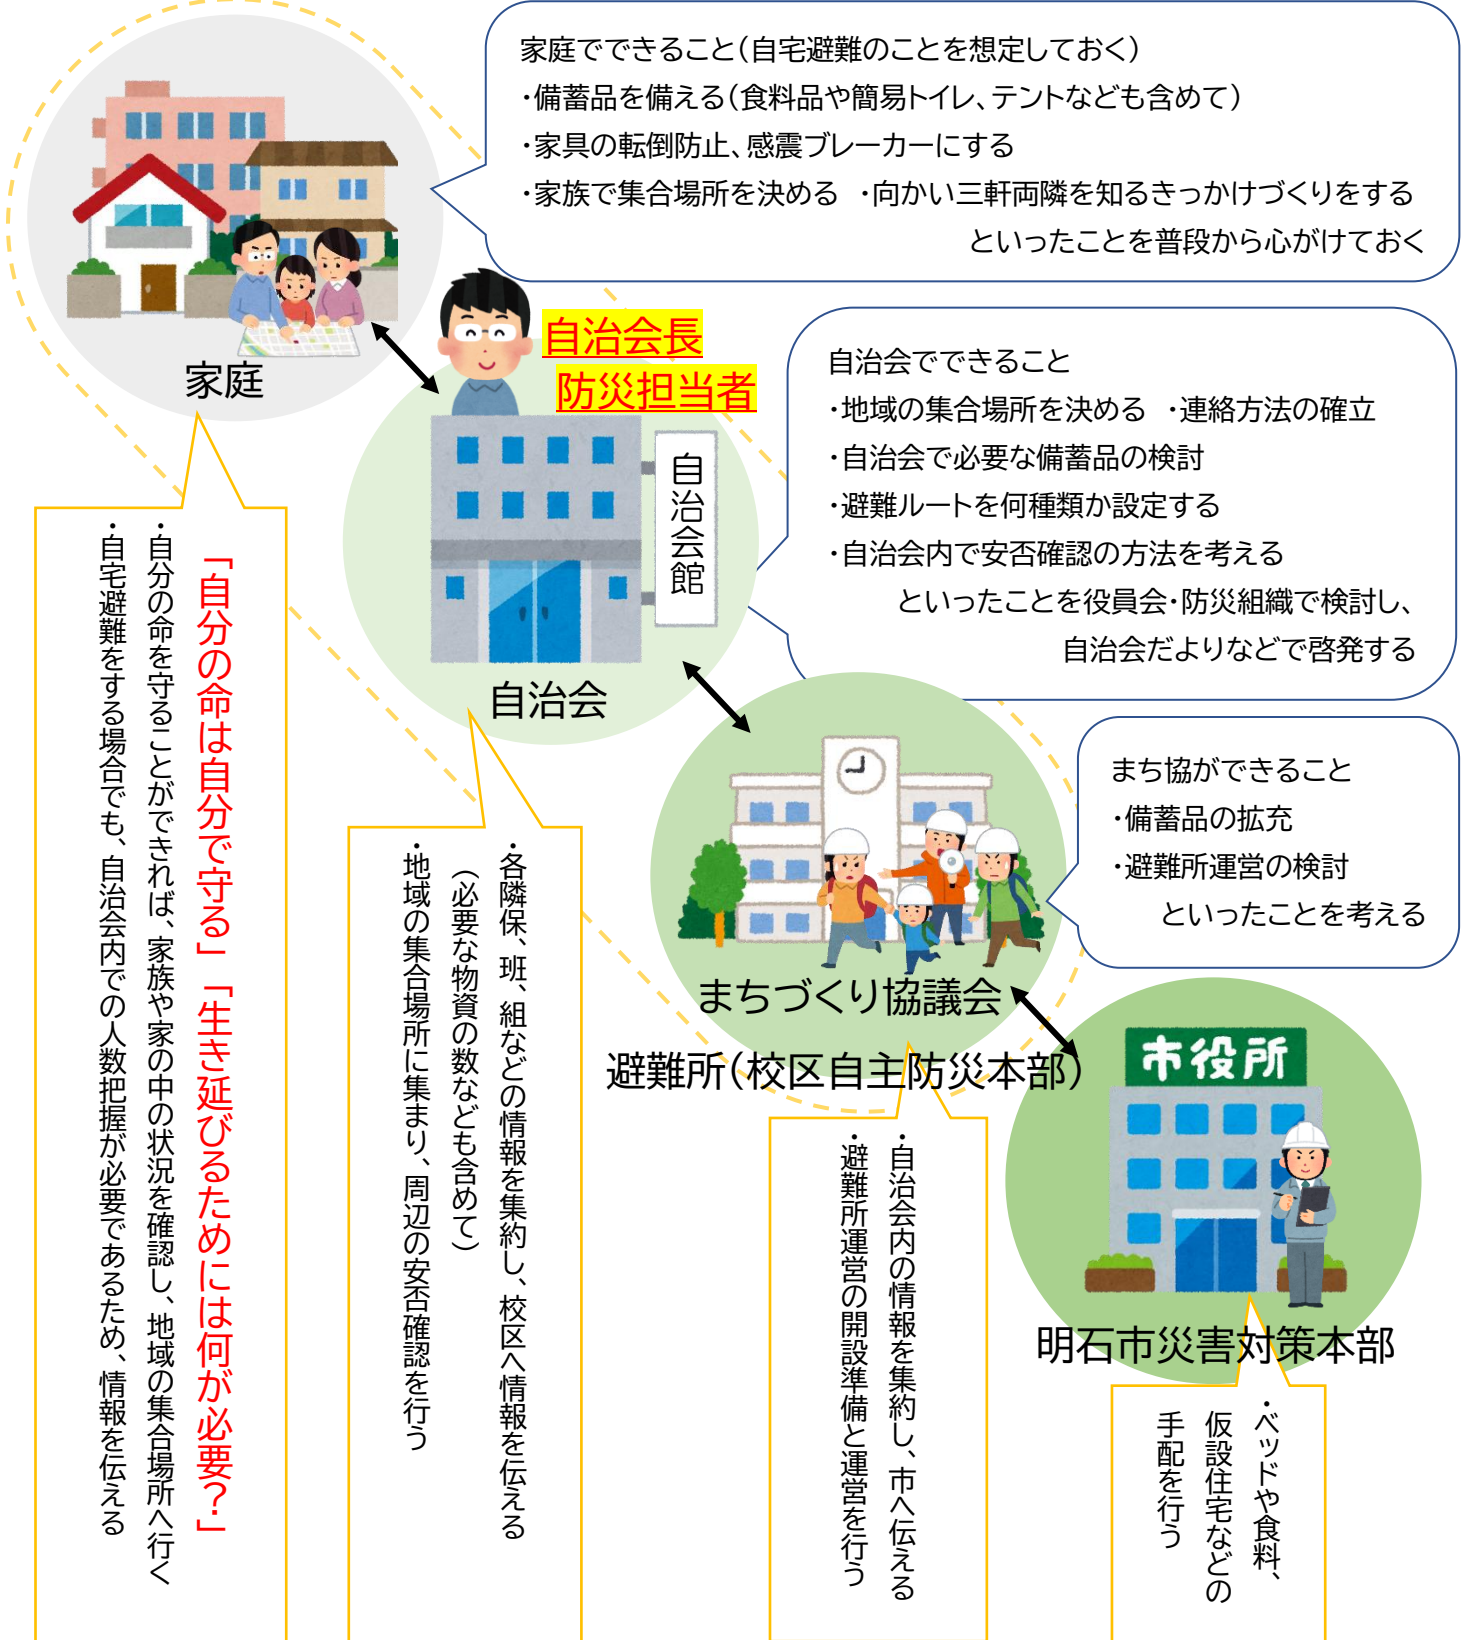 家庭でできること（自宅避難のことを想定しておく）
・備蓄品を備える（食料品や簡易トイレ、テントなども含めて）
・家具の転倒防止、感震ブレーカーにする
・家族で集合場所を決める　・向かい三軒両隣を知るきっかけづくりをする
といったことを普段から心がけておく
家庭
自治会長
防災担当者
自治会館
自治会でできること
・地域の集合場所を決める　・連絡方法の確立
・自治会で必要な備蓄品の検討
・避難ルートを何種類か設定する
・自治会内で安否確認の方法を考える
といったことを役員会・防災組織で検討し、
自治会だよりなどで啓発する
自治会
「自分の命は自分で守る」「生き延びるためには何が必要？」
・自分の命を守ることができれば、家族や家の中の状況を確認し、地域の集合場所へ行く
・自宅避難をする場合でも、自治会内での人数把握が必要であるため、情報を伝える
まち協ができること
・備蓄品の拡充
・避難所運営の検討
といったことを考える
・各隣保、班、組などの情報を集約し、校区へ情報を伝える
（必要な物資の数なども含めて）
・地域の集合場所に集まり、周辺の安否確認を行う
まちづくり協議会
避難所（校区自主防災本部）
市役所
・自治会内の情報を集約し、市へ伝える
・避難所運営の開設準備と運営を行う
明石市災害対策本部
・ベッドや食料、
仮設住宅などの
手配を行う